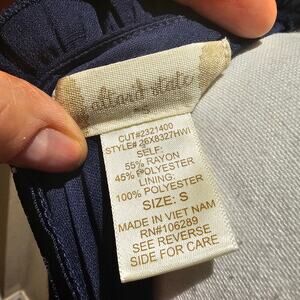 altar'd state
CUT#2321400
STYLE# 26X8327HWI
SELF:
55% RAYON
45% POLYESTER
LINING:
100% POLYESTER
SIZE: S
MADE IN VIET NAM
RN#106289
SEE REVERSE
SIDE FOR CARE